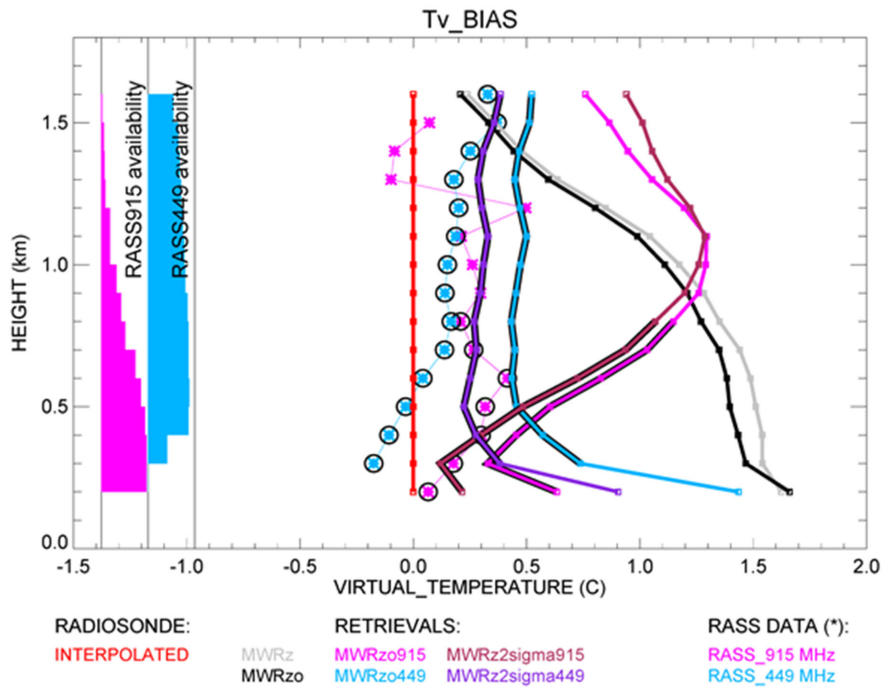 Tv_BIAS
RASS915 availability
RASS449 availability
HEIGHT (km)
1.5
1.0
0.5
0.0
-1.5 -1.0 -0.5 0.0 0.5 1.0 1.5 2.0
VIRTUAL_TEMPERATURE (C)
RADIOSONDE: RETRIEVALS: RASS DATA (*):
INTERPOLATED MWRz MWRzo915 MWRz2sigma915 RASS_915 MHz
MWRzo MWRzo449 MWRz2sigma449 RASS_449 MHz